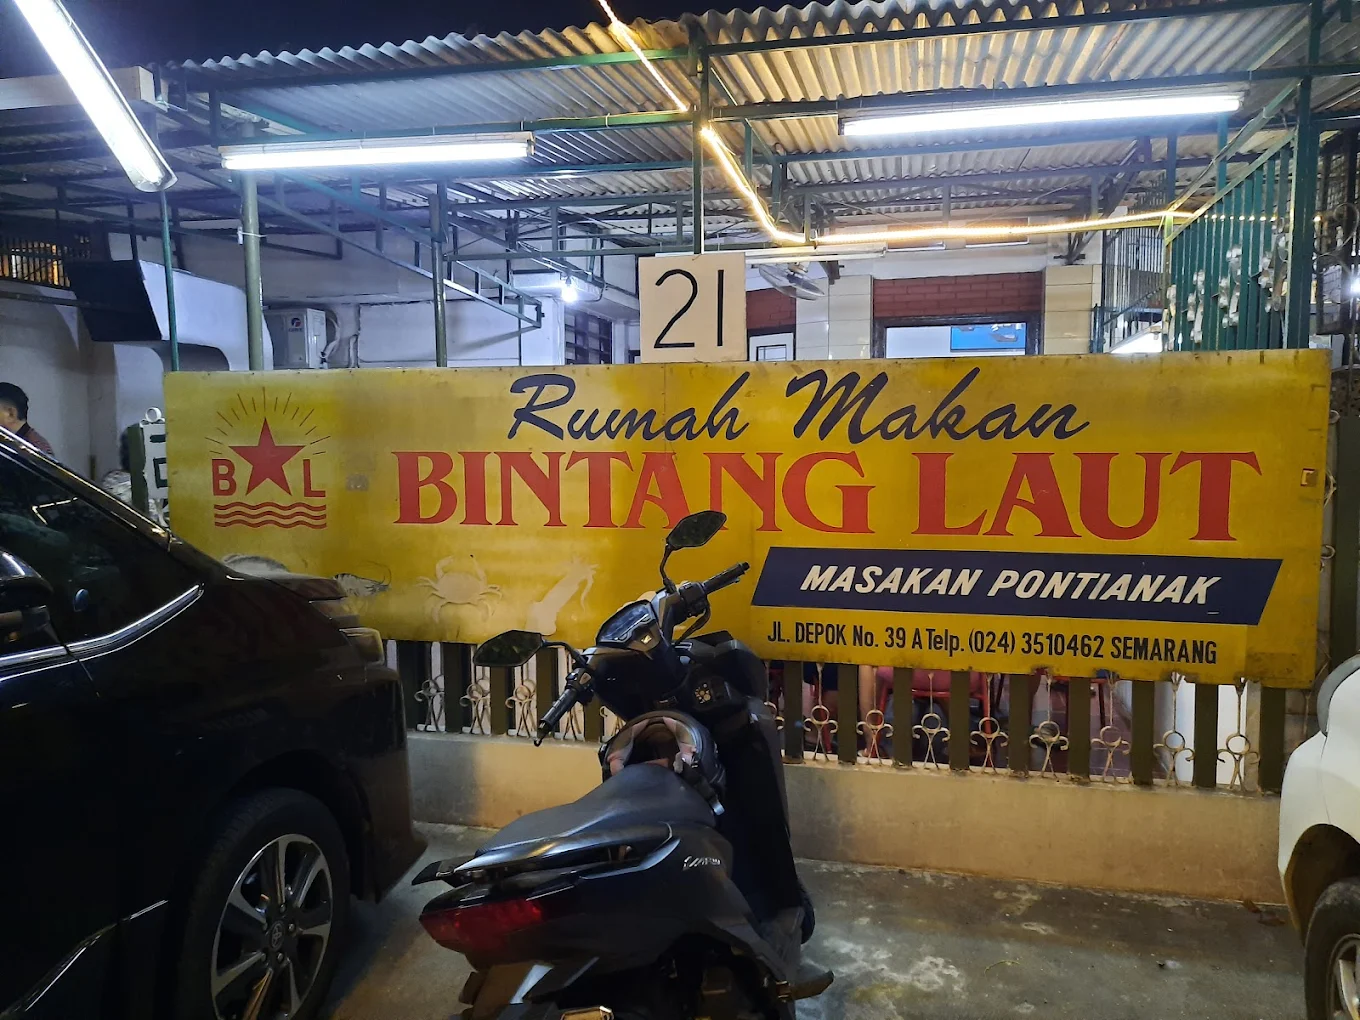 21
Rumah Makan
B L
BINTANG LAUT
MASAKAN PONTIANAK
JL. DEPOK No. 39 A Telp. (024) 3510462 SEMARANG